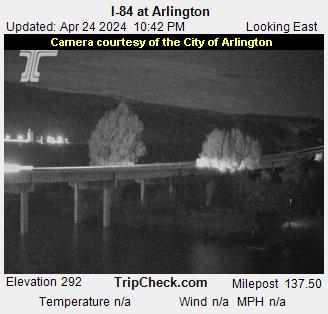 I-84 at Arlington
Updated: Apr 24 2024 10:42 PM Looking East
Camera courtesy of the City of Arlington
Elevation 292 TripCheck.com Milepost 137.50
Temperature n/a Wind n/a MPH n/a